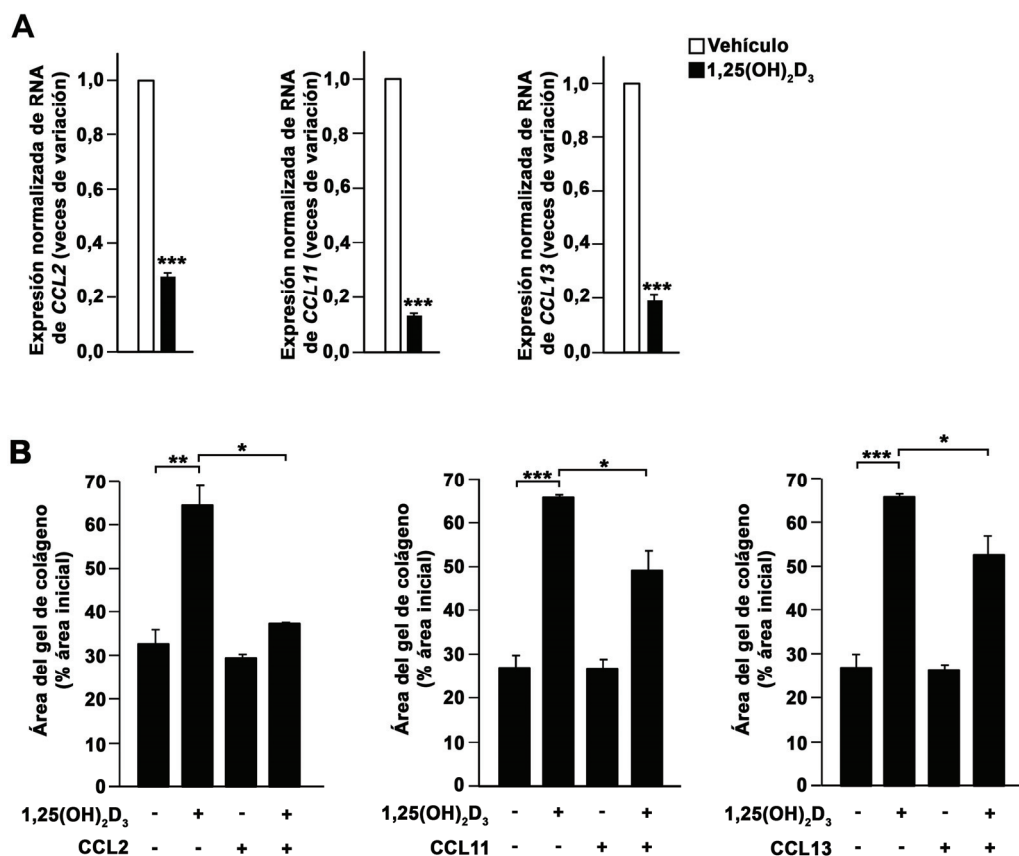 A
Vehículo
1,25(OH)2D3
Expresión normalizada de RNA
de CCL2 (veces de variación)
1,0
0,8
1,0
0,4
0,2
0,0
***
Expresión normalizada de RNA
de CCL11 (veces de variación)
1,0
0,8
1,0
0,4
0,2
0,0
***
Expresión normalizada de RNA
de CCL13 (veces de variación)
1,0
0,8
1,0
0,4
0,2
0,0
***
B
Área del gel de colágeno
(% área inicial)
70
60
50
40
30
20
70
0
** *
1,25(OH)2D3 - + - +
CCL2 - - + +
Área del gel de colágeno
(% área inicial)
70
60
50
40
30
20
10
0
*** *
1,25(OH)2D3 - + - +
CCL11 - - + +
Área del gel de colágeno
(% área inicial)
70
60
50
40
30
20
10
0
*** *
1,25(OH)2D3 - + - +
CCL13 - - + +